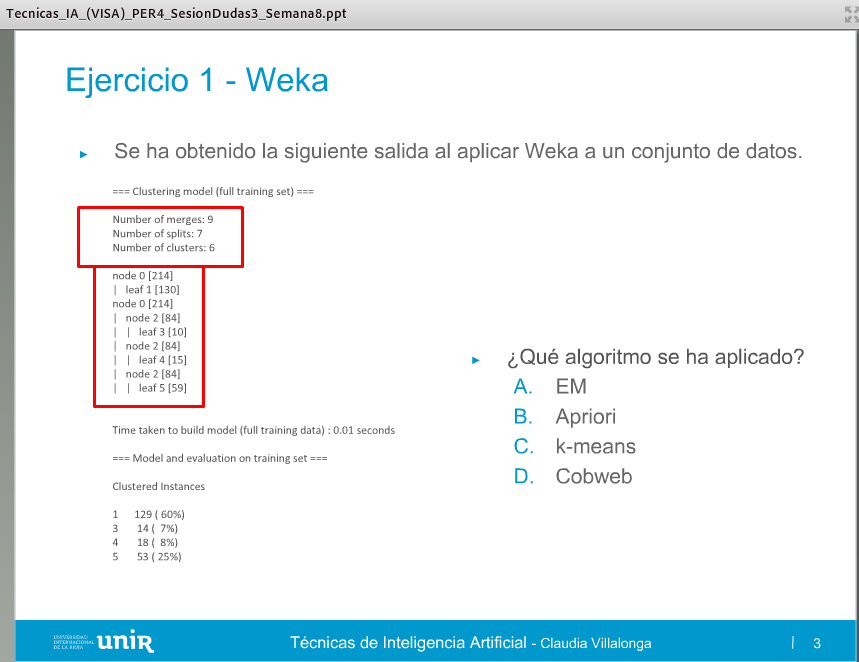 Tecnicas_IA_(VISA)_PER4_SesionDudas3_Semana8.ppt
Ejercicio 1 - Weka
Se ha obtenido la siguiente salida al aplicar Weka a un conjunto de datos.
=== Clustering model (full training set) ===
Number of merges: 9
Number of splits: 7
Number of clusters: 6
node 0 [214]
| leaf 1 [130]
node 0 [214]
| node 2 [84]
| | leaf 3 [10]
| node 2 [84]
| | leaf 4 [15]
| node 2 [84]
| | leaf 5 [59]
Time taken to build model (full training data) : 0.01 seconds
=== Model and evaluation on training set ===
Clustered Instances
1 129 ( 60%)
3 14 ( 7%)
4 18 ( 8%)
5 53 ( 25%)
¿Qué algoritmo se ha aplicado?
A. EM
B. Apriori
C. k-means
D. Cobweb
UNIVERSIDAD
INTERNACIONAL
DE LA RIOJA
unir
Técnicas de Inteligencia Artificial - Claudia Villalonga
| 3